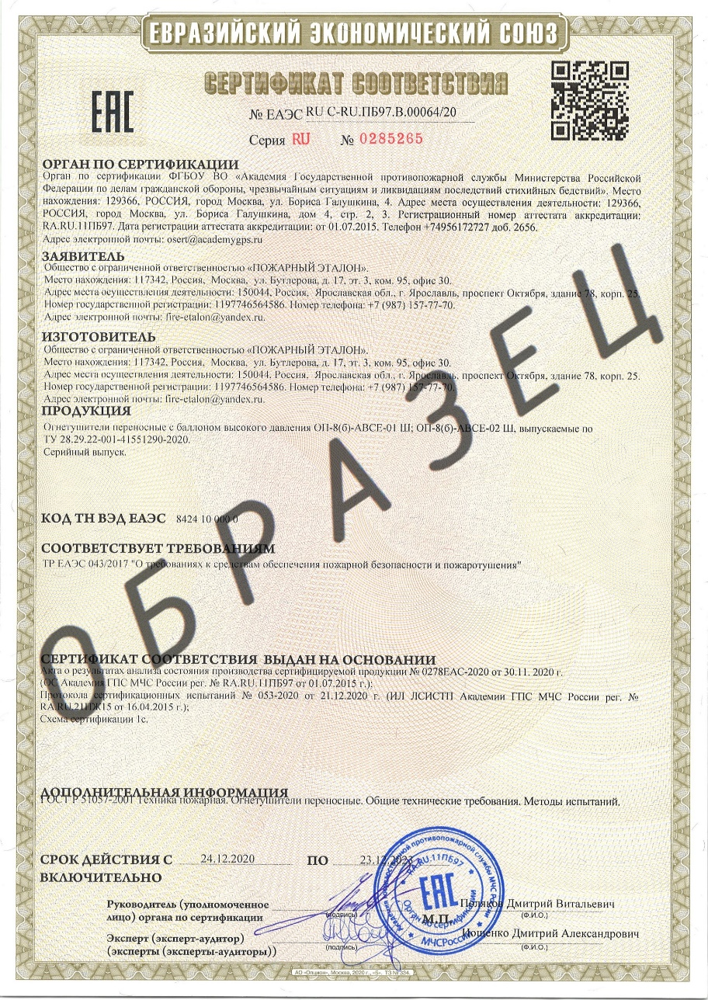 ЕВРАЗИЙСКИЙ ЭКОНОМИЧЕСКИЙ СОЮЗ
СЕРТИФИКАТ СООТВЕТСТВИЯ
ЕАС
№ ЕАЭС RU С-RU.ПБ97.В.00064/20
Серия RU № 0285265
ОРГАН ПО СЕРТИФИКАЦИИ
Орган по сертификации ФГБОУ ВО «Академия Государственной противопожарной службы Министерства Российской
Федерации по делам гражданской обороны, чрезвычайным ситуациям и ликвидациям последствий стихийных бедствий». Место
нахождения: 129366, РОССИЯ, город Москва, ул. Бориса Галушкина, 4. Адрес места осуществления деятельности: 129366,
РОССИЯ, город Москва, ул. Бориса Галушкина, дом 4, стр. 2, 3. Регистрационный номер аттестата аккредитации:
RA.RU.11ПБ97. Дата регистрации аттестата аккредитации: от 01.07.2015. Телефон +74956172727 доб. 2656.
Адрес электронной почты: osert@academygps.ru
ЗАЯВИТЕЛЬ
Общество с ограниченной ответственностью «ПОЖАРНЫЙ ЭТАЛОН».
Место нахождения: 117342, Россия, Москва, ул. Бутлерова, д. 17, эт. 3, ком. 95, офис 30.
Адрес места осуществления деятельности: 150044, Россия, Ярославская обл., г. Ярославль, проспект Октября, здание 78, корп. 25.
Номер государственной регистрации: 1197746564586. Номер телефона: +7 (987) 157-77-70.
Адрес электронной почты: fire-etalon@yandex.ru.
ИЗГОТОВИТЕЛЬ
Общество с ограниченной ответственностью «ПОЖАРНЫЙ ЭТАЛОН».
Место нахождения: 117342, Россия, Москва, ул. Бутлерова, д. 17, эт. 3, ком. 95, офис 30.
Адрес места осуществления деятельности: 150044, Россия, Ярославская обл., г. Ярославль, проспект Октября, здание 78, корп. 25.
Номер государственной регистрации: 1197746564586. Номер телефона: +7 (987) 157-77-70.
Адрес электронной почты: fire-etalon@yandex.ru.
ПРОДУКЦИЯ
Огнетушители переносные с баллоном высокого давления ОП-8(б)-АВСЕ-01 Ш; ОП-8(б)-АВСЕ-02 Ш, выпускаемые по
ТУ 28.29.22-001-41551290-2020.
Серийный выпуск.
КОД ТН ВЭД ЕАЭС 8424 10 000 0
СООТВЕТСТВУЕТ ТРЕБОВАНИЯМ
ТР ЕАЭС 043/2017 "О требованиях к средствам обеспечения пожарной безопасности и пожаротушения"
ОБРАЗЕЦ
СЕРТИФИКАТ СООТВЕТСТВИЯ ВЫДАН НА ОСНОВАНИИ
Акта о результатах анализа состояния производства сертифицируемой продукции № 0278ЕАС-2020 от 30.11. 2020 г.
(ОС Академия ГПС МЧС России рег. № RA.RU.11ПБ97 от 01.07.2015 г.);
Протокола сертификационных испытаний № 053-2020 от 21.12.2020 г. (ИЛ ЛСИСТП Академии ГПС МЧС России рег. №
RA.RU.21НЖ15 от 16.04.2015 г.);
Схема сертификации 1с.
ДОПОЛНИТЕЛЬНАЯ ИНФОРМАЦИЯ
ГОСТ Р 51057-2001 Техника пожарная. Огнетушители переносные. Общие технические требования. Методы испытаний.
СРОК ДЕЙСТВИЯ С 24.12.2020 ПО 23.12.2023
ВКЛЮЧИТЕЛЬНО
Руководитель (уполномоченное
лицо) органа по сертификации
(подпись)
М.П.
Поляков Дмитрий Витальевич
(Ф.И.О.)
Эксперт (эксперт-аудитор)
(эксперты (эксперты-аудиторы))
(подпись)
Иощенко Дмитрий Александрович
(Ф.И.О.)
RA.RU.11ПБ97
ЕАС
Орган по сертификации
МЧС России
противопожарной службы МЧС России
АО «Опцион», Москва, 2020 г., «Б». ТЗ № 334.